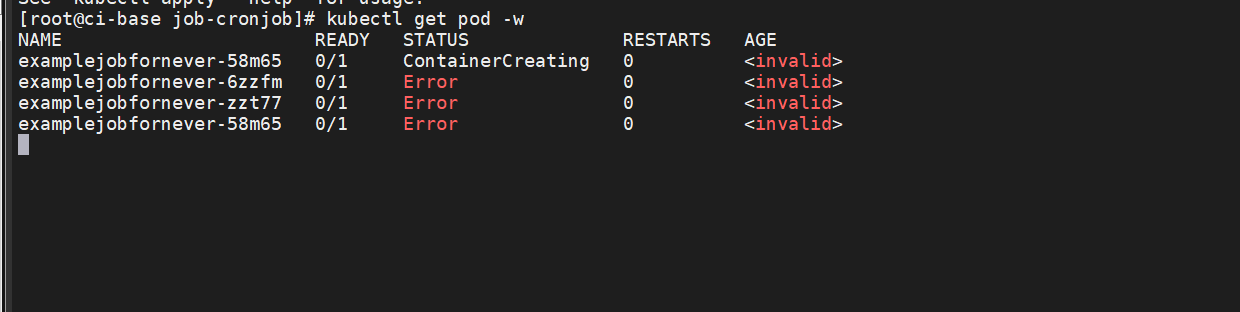 See 'kubectl apply --help' for usage.
[root@ci-base job-cronjob]# kubectl get pod -w
NAME READY STATUS RESTARTS AGE
examplejobfornever-58m65 0/1 ContainerCreating 0 <invalid>
examplejobfornever-6zzfm 0/1 Error 0 <invalid>
examplejobfornever-zzt77 0/1 Error 0 <invalid>
examplejobfornever-58m65 0/1 Error 0 <invalid>